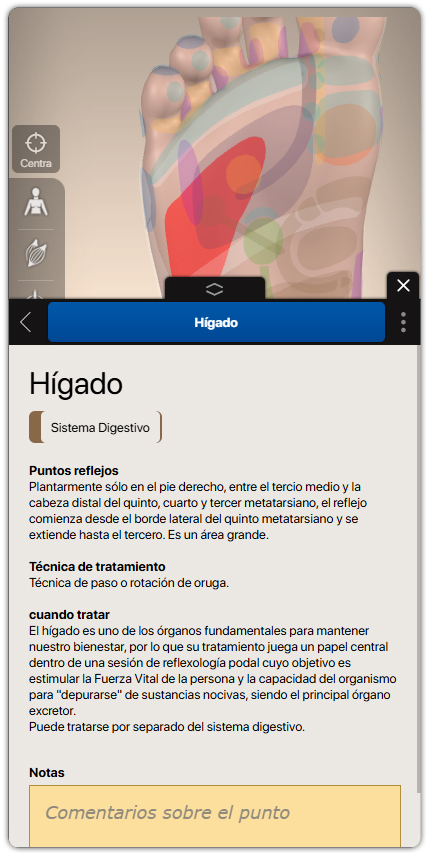 Centra
Hígado
Hígado
Sistema Digestivo
Puntos reflejos
Plantarmente sólo en el pie derecho, entre el tercio medio y la
cabeza distal del quinto, cuarto y tercer metatarsiano, el reflejo
comienza desde el borde lateral del quinto metatarsiano y se
extiende hasta el tercero. Es un área grande.
Técnica de tratamiento
Técnica de paso o rotación de oruga.
cuando tratar
El hígado es uno de los órganos fundamentales para mantener
nuestro bienestar, por lo que su tratamiento juega un papel central
dentro de una sesión de reflexología podal cuyo objetivo es
estimular la Fuerza Vital de la persona y la capacidad del organismo
para "depurarse" de sustancias nocivas, siendo el principal órgano
excretor.
Puede tratarse por separado del sistema digestivo.
Notas
Comentarios sobre el punto